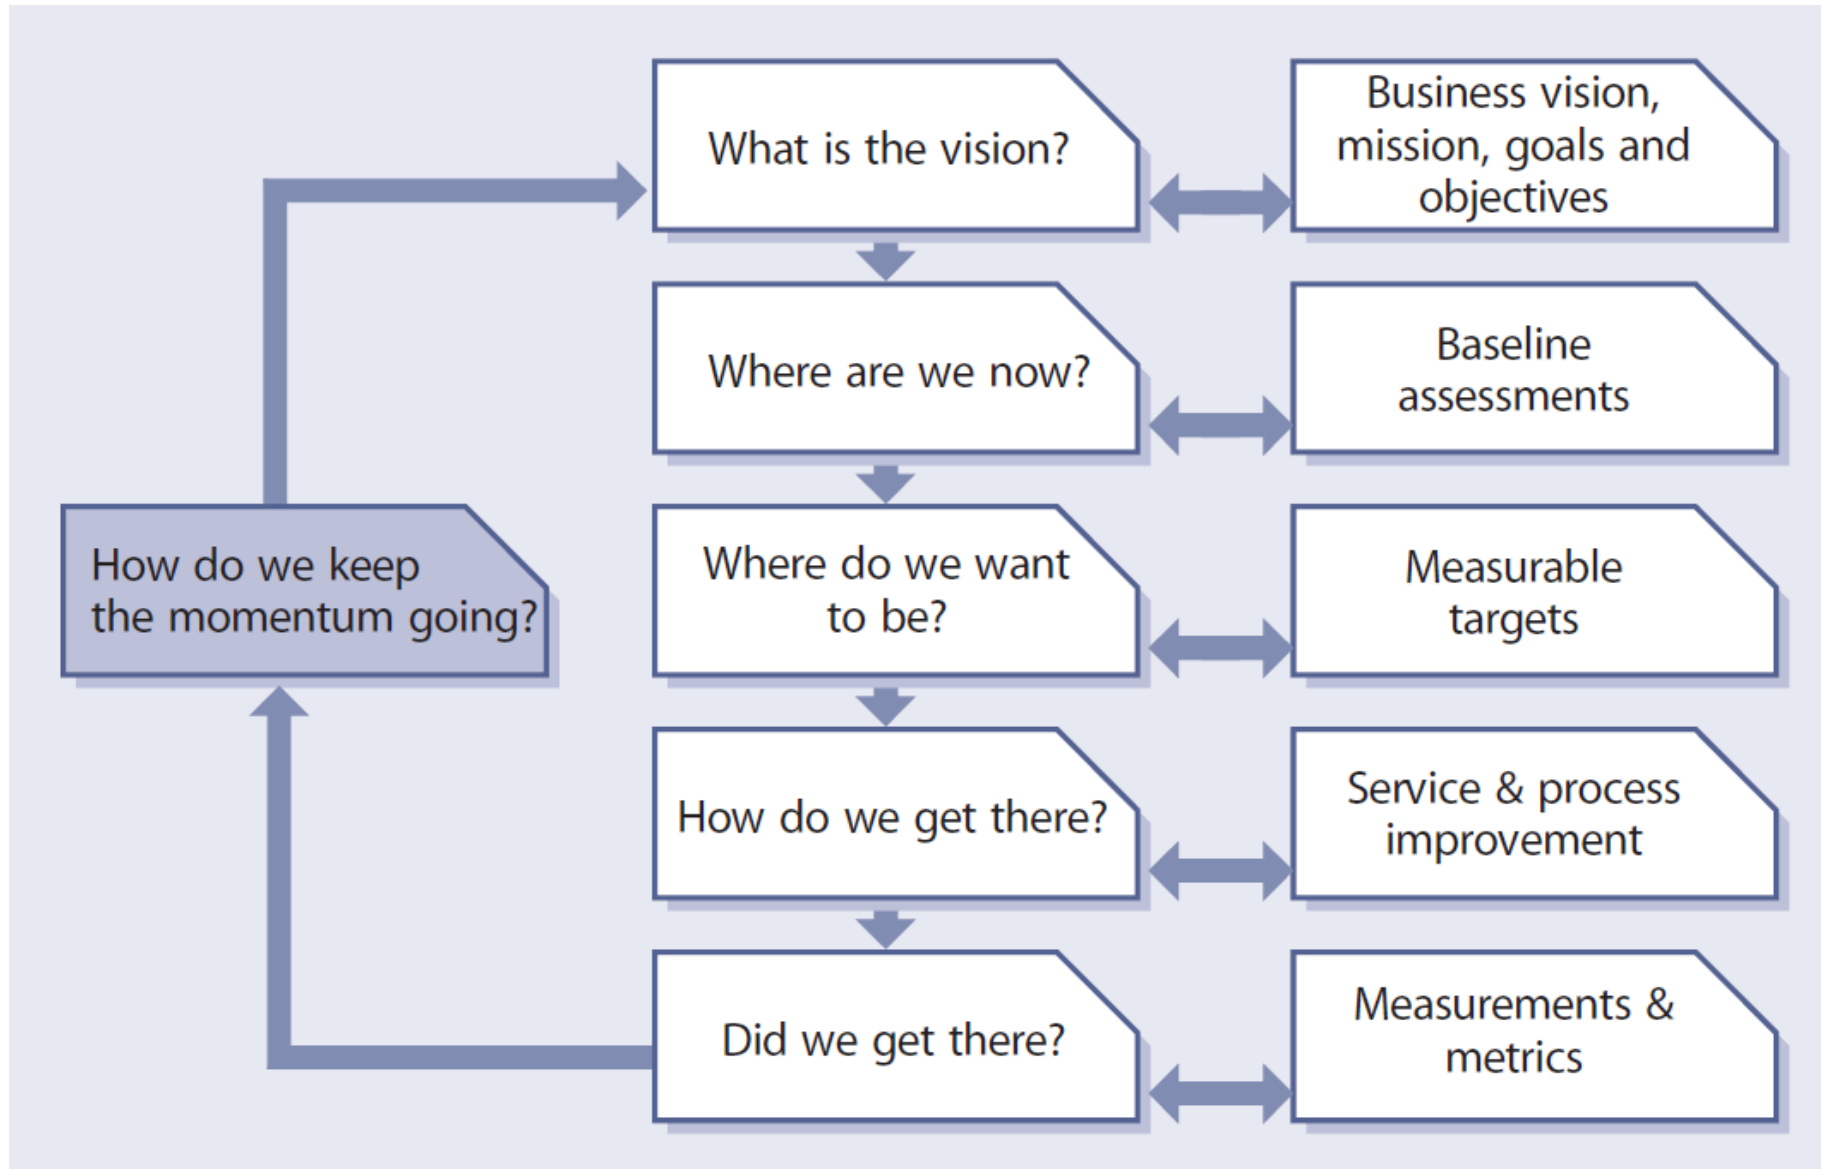 What is the vision?
Business vision,
mission, goals and
objectives
Where are we now?
Baseline
assessments
How do we keep
the momentum going?
Where do we want
to be?
Measurable
targets
How do we get there?
Service & process
improvement
Did we get there?
Measurements &
metrics